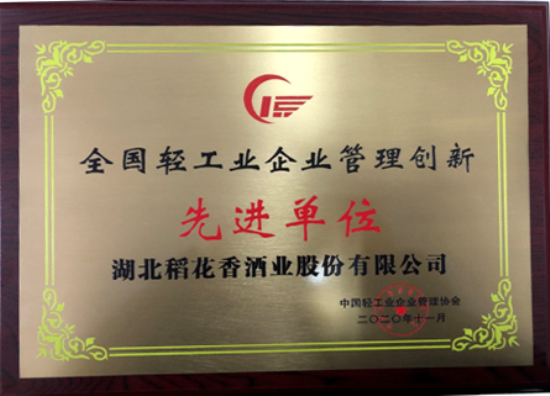 全国轻工业企业管理创新
先进单位
湖北稻花香酒业股份有限公司
中国轻工业企业管理协会
二〇二〇年十一月